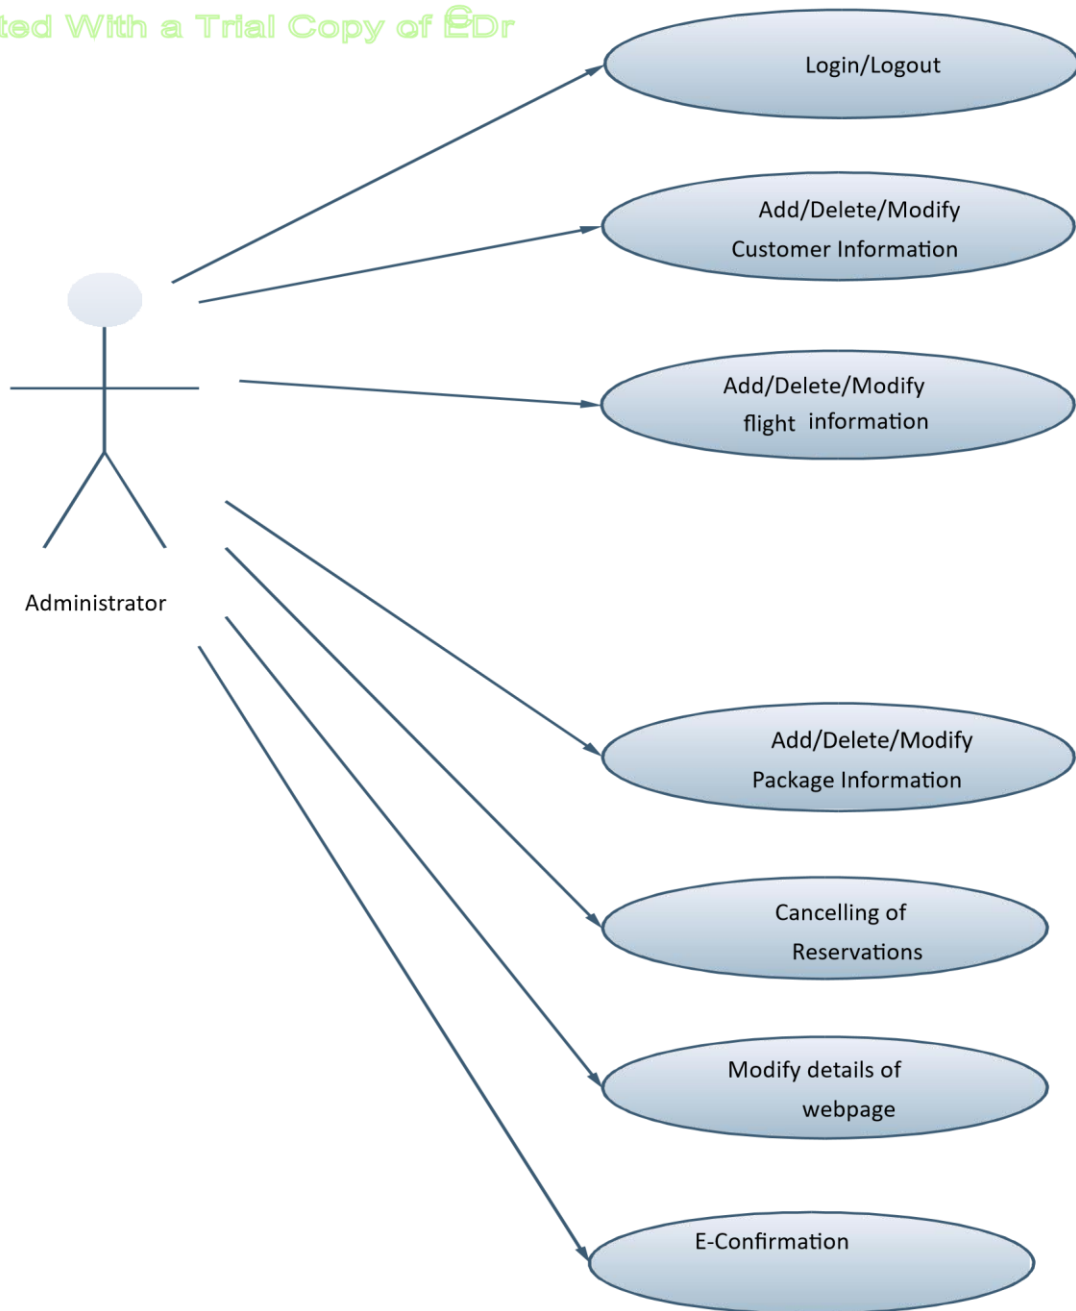 ted With a Trial Copy of EDr
Login/Logout
Add/Delete/Modify
Customer Information
Add/Delete/Modify
flight information
Administrator
Add/Delete/Modify
Package Information
Cancelling of
Reservations
Modify details of
webpage
E-Confirmation